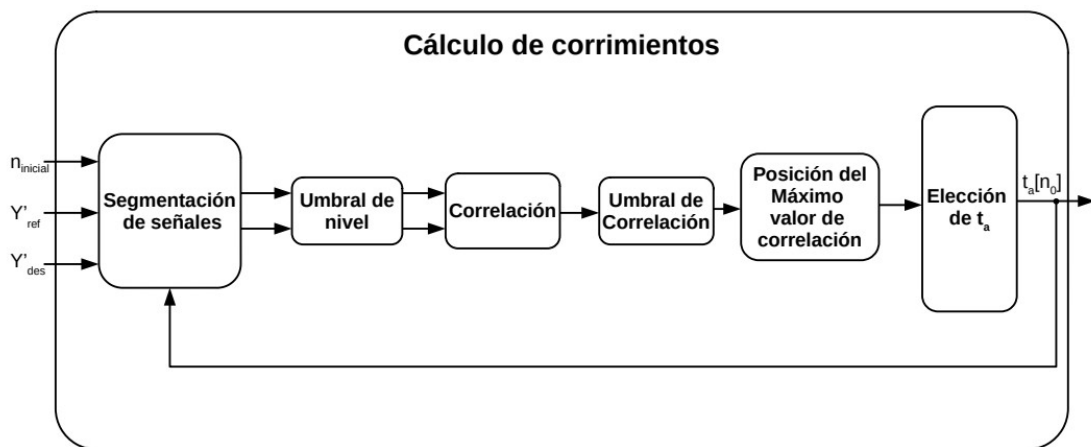 Cálculo de corrimientos
n_inicial
Y'_ref
Y'_des
Segmentación
de señales
Umbral de
nivel
Correlación
Umbral de
Correlación
Posición del
Máximo
valor de
correlación
Elección
de t_a
t_a[n_0]